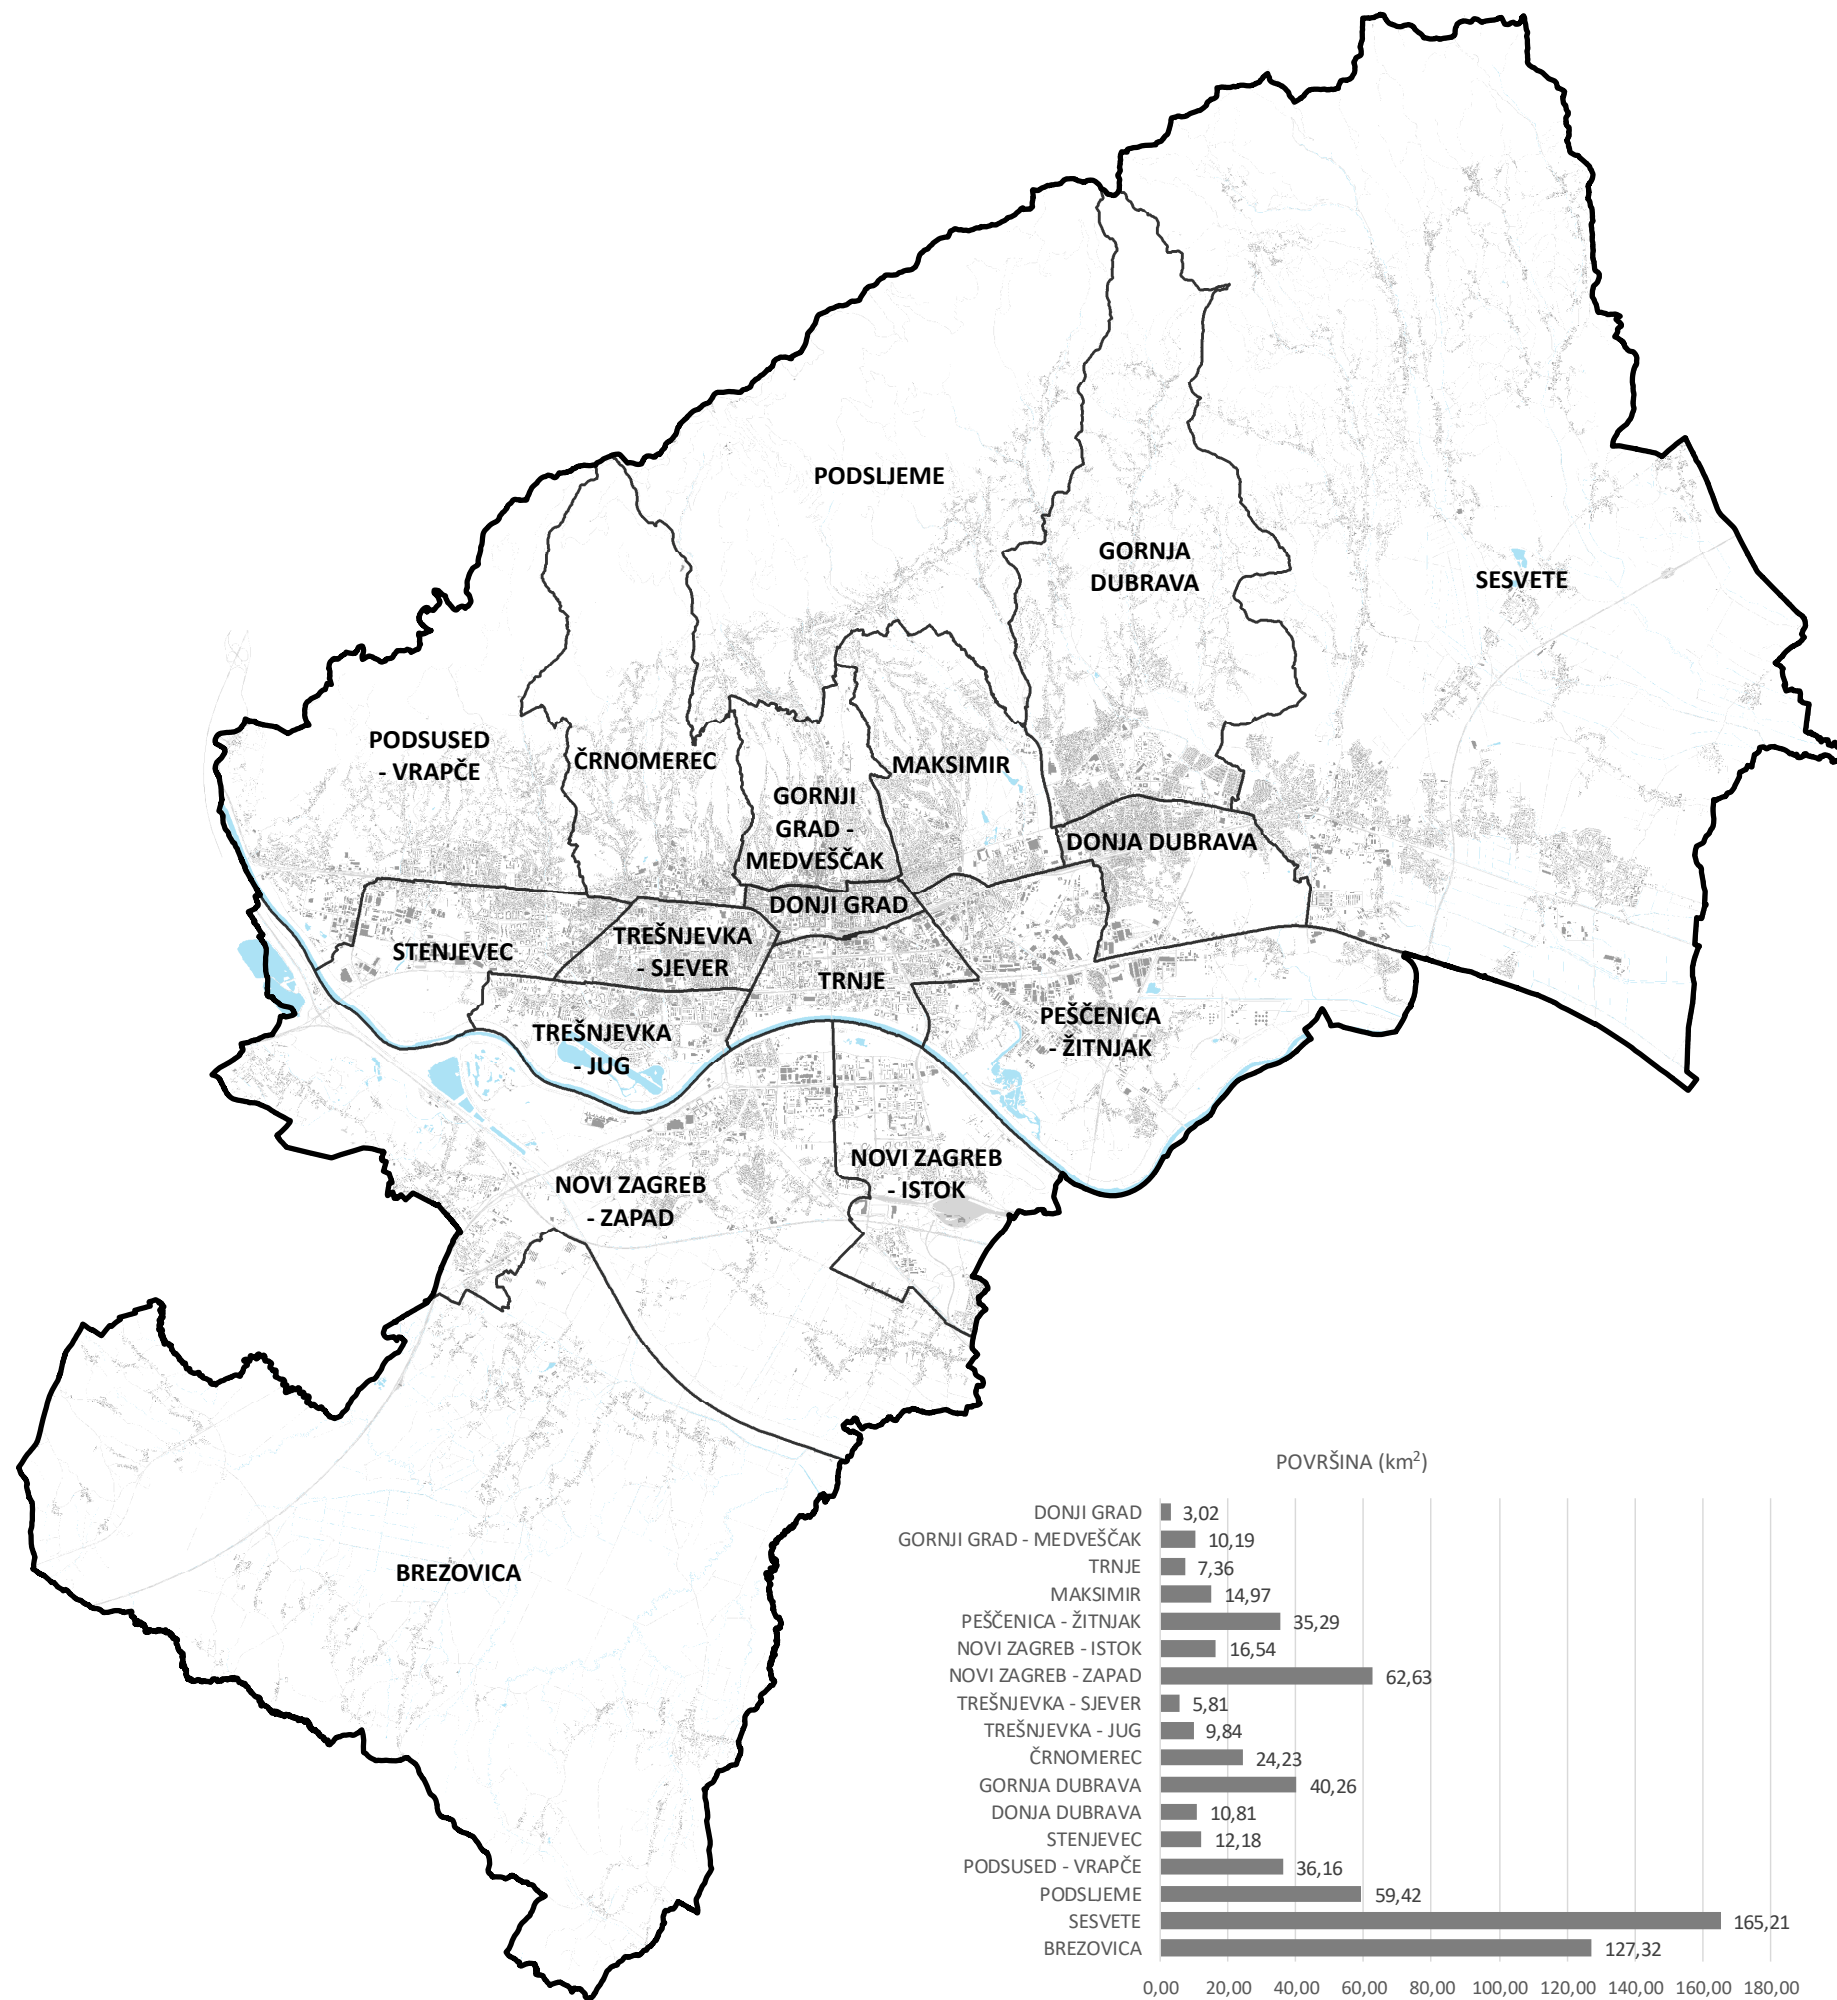 PODSLJEME
GORNJA
DUBRAVA
SESVETE
PODSUSED
- VRAPČE
ČRNOMEREC
MAKSIMIR
GORNJI
GRAD -
MEDVEŠČAK
DONJA DUBRAVA
DONJI GRAD
TREŠNJEVKA
- SJEVER
STENJEVEC
TRNJE
TREŠNJEVKA
- JUG
PEŠČENICA
- ŽITNJAK
NOVI ZAGREB
- ISTOK
NOVI ZAGREB
- ZAPAD
BREZOVICA
POVRŠINA (km²)
DONJI GRAD 3,02
GORNJI GRAD - MEDVEŠČAK 10,19
TRNJE 7,36
MAKSIMIR 14,97
PEŠČENICA - ŽITNJAK 35,29
NOVI ZAGREB - ISTOK 16,54
NOVI ZAGREB - ZAPAD 62,63
TREŠNJEVKA - SJEVER 5,81
TREŠNJEVKA - JUG 9,84
ČRNOMEREC 24,23
GORNJA DUBRAVA 40,26
DONJA DUBRAVA 10,81
STENJEVEC 12,18
PODSUSED - VRAPČE 36,16
PODSLJEME 59,42
SESVETE 165,21
BREZOVICA 127,32
0,00 20,00 40,00 60,00 80,00 100,00 120,00 140,00 160,00 180,00